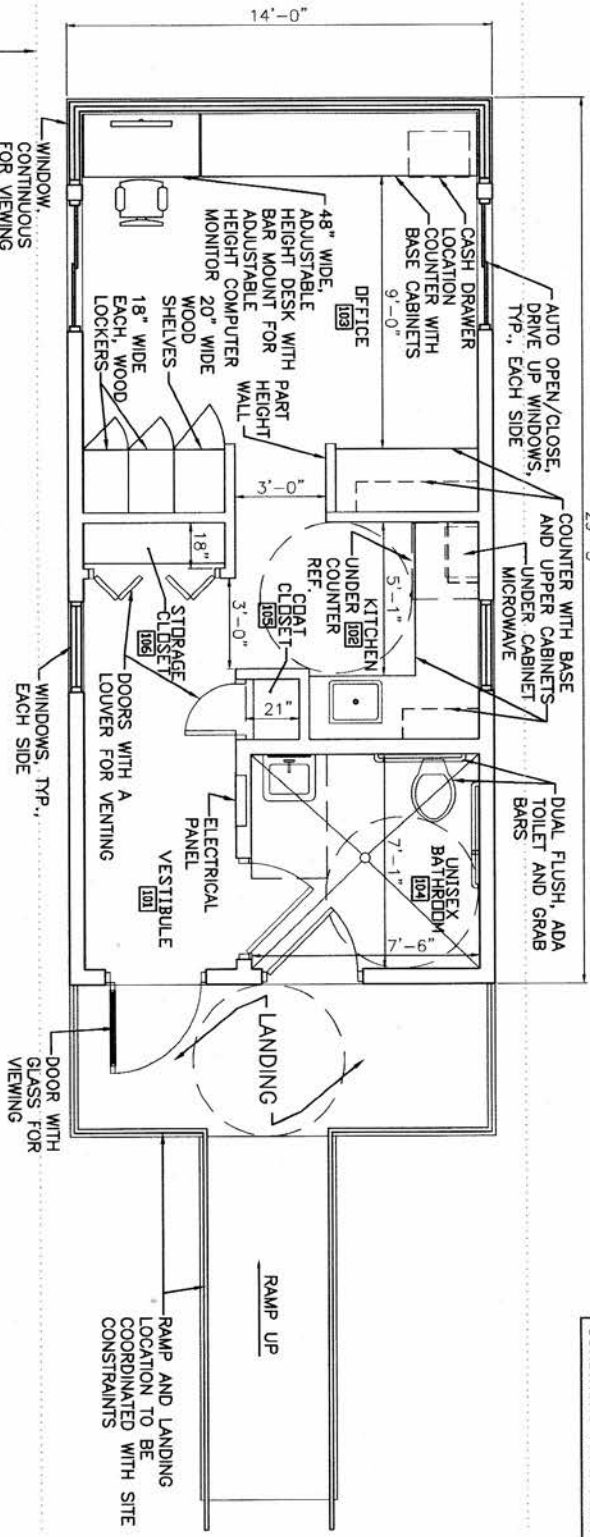 14'-0"
AUTO OPEN/CLOSE,
DRIVE UP WINDOWS,
TYP., EACH SIDE
COUNTER WITH BASE
AND UPPER CABINETS
UNDER CABINET
MICROWAVE
DUAL FLUSH, ADA
TOILET AND GRAB
BARS
CASH DRAWER
LOCATION
COUNTER WITH
BASE CABINETS
9'-0"
OFFICE
103
48" WIDE,
ADJUSTABLE
HEIGHT DESK WITH
BAR MOUNT FOR
ADJUSTABLE
HEIGHT COMPUTER
MONITOR
PART
HEIGHT
WALL
20" WIDE
WOOD
SHELVES
18" WIDE
EACH, WOOD
LOCKERS
3'-0"
5'-1"
KITCHEN
102
UNDER
COUNTER
REF.
COAT
CLOSET
105
21"
18"
3'-0"
STORAGE
CLOSET
106
DOORS WITH A
LOUVER FOR VENTING
UNISEX
BATHROOM
104
7'-1"
7'-6"
ELECTRICAL
PANEL
VESTIBULE
101
LANDING
RAMP UP
WINDOW,
CONTINUOUS
FOR VIEWING
WINDOWS, TYP.,
EACH SIDE
DOOR WITH
GLASS FOR
VIEWING
RAMP AND LANDING
LOCATION TO BE
COORDINATED WITH SITE
CONSTRAINTS